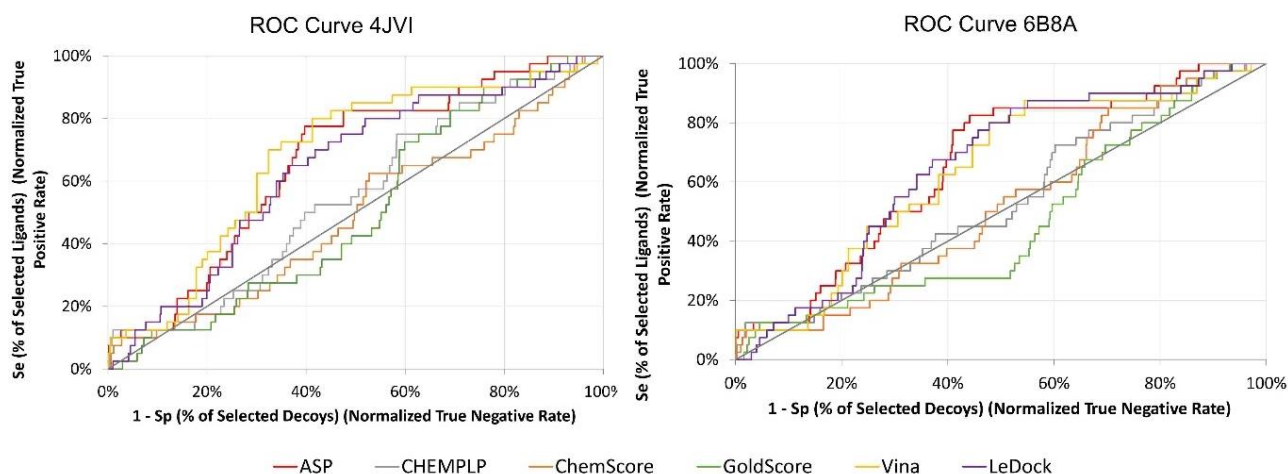 ROC Curve 4JVI
Se (% of Selected Ligands) (Normalized True
Positive Rate)
100%
80%
60%
40%
20%
0%
0%
20%
40%
60%
80%
100%
1 - Sp (% of Selected Decoys) (Normalized True Negative Rate)
ROC Curve 6B8A
Se (% of Selected Ligands) (Normalized True
Positive Rate)
100%
80%
60%
40%
20%
0%
0%
20%
40%
60%
80%
100%
1 - Sp (% of Selected Decoys) (Normalized True Negative Rate)
ASP CHEMPLP ChemScore GoldScore Vina LeDock